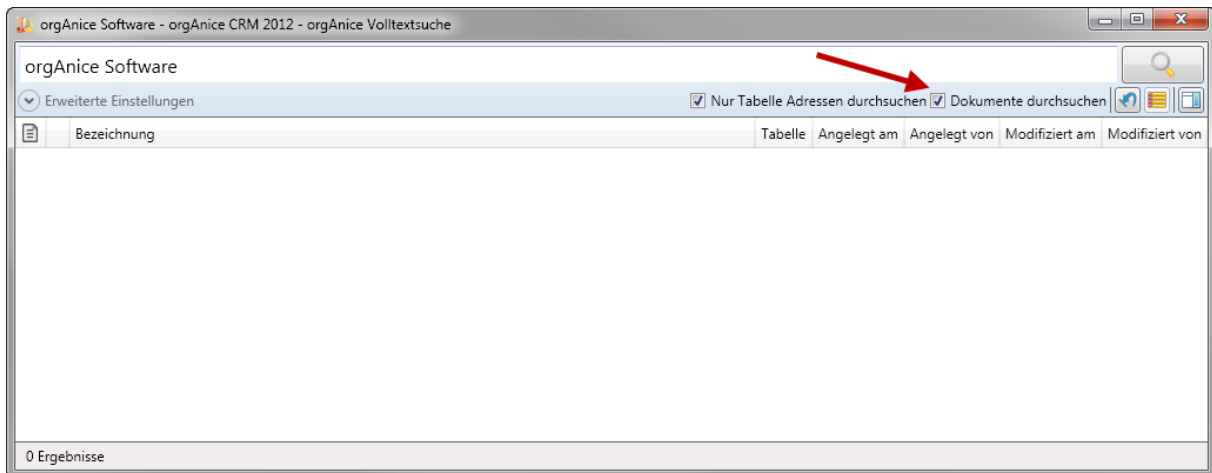 orgAnice Software - orgAnice CRM 2012 - orgAnice Volltextsuche
orgAnice Software
Erweiterte Einstellungen Nur Tabelle Adressen durchsuchen Dokumente durchsuchen
Bezeichnung Tabelle Angelegt am Angelegt von Modifiziert am Modifiziert von
0 Ergebnisse